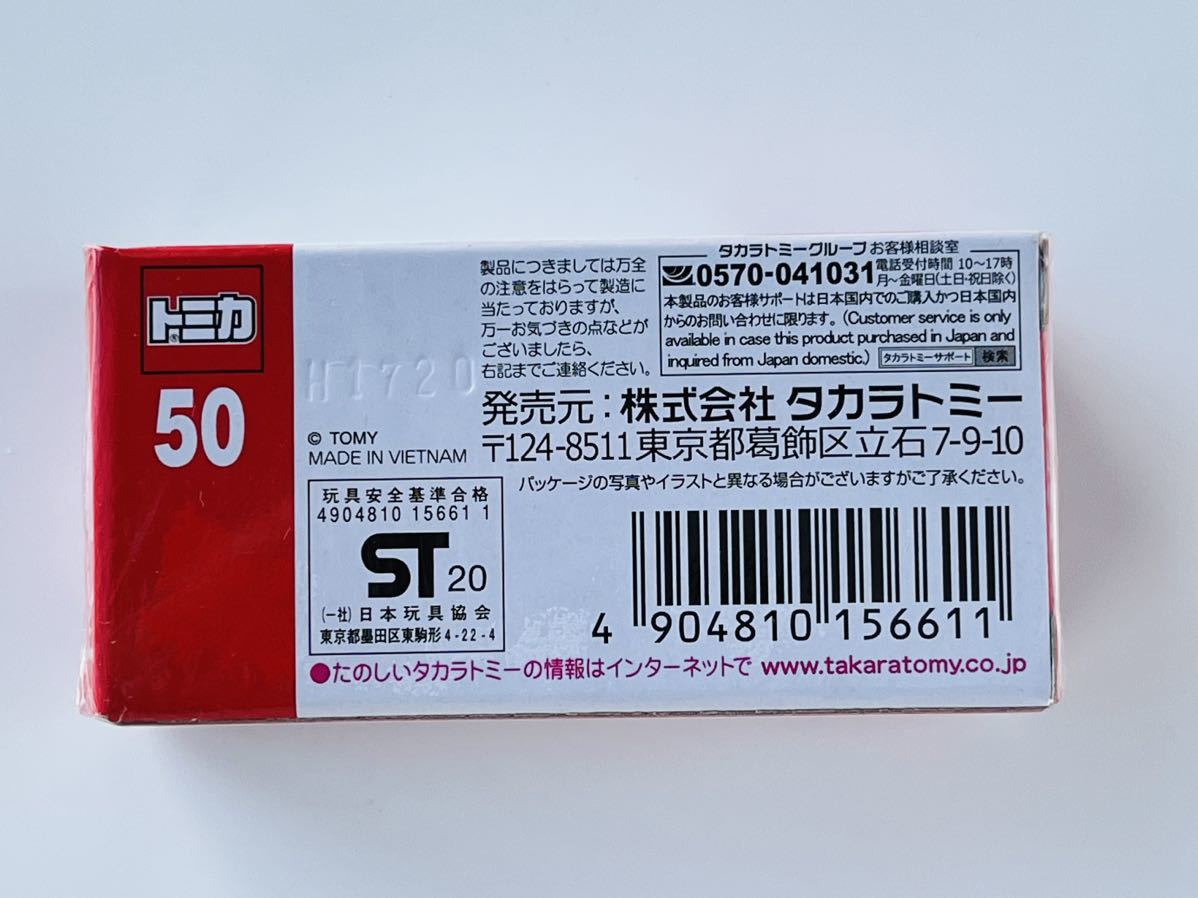 トミカ®
50
H1720
© TOMY
MADE IN VIETNAM
玩具安全基準合格
4904810 15661 1
ST 20
(一社)日本玩具協会
東京都墨田区東駒形4-22-4
製品につきましては万全
の注意をはらって製造に
当たっておりますが、
万一お気づきの点などが
ございましたら、
右記までご連絡ください。
タカラトミーグループ お客様相談室
0570-041031
電話受付時間 10〜17時
月〜金曜日(土日・祝日除く)
本製品のお客様サポートは日本国内でのご購入かつ日本国内
からのお問い合わせに限ります。(Customer service is only
available in case this product purchased in Japan and
inquired from Japan domestic.) タカラトミーサポート 検索
発売元：株式会社 タカラトミー
〒124-8511 東京都葛飾区立石7-9-10
パッケージの写真やイラストと異なる場合がございますがご了承ください。
4 904810 156611
●たのしいタカラトミーの情報はインターネットで www.takaratomy.co.jp